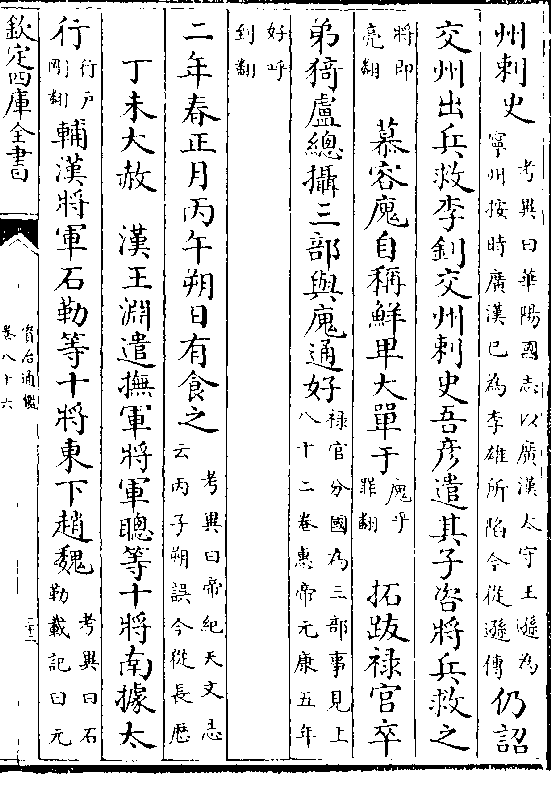 州刺史考異曰華陽國志以廣漢太守王遜為
寧州按時廣漢已為李雄所陷今從遜傳仍詔
交州出兵救李釗交州刺史吾彥遣其子咨將兵救之
將即
亮翻慕容廆自稱鮮卑大單于廆乎
罪翻拓跋祿官卒
弟猗盧總攝三部與廆通好祿官分國為三部事見上
八十二卷惠帝元康五年
好呼
到翻
二年春正月丙午朔日有食之考異曰帝紀天文志
云丙子朔誤今從長歷
丁未大赦 漢王淵遣撫軍將軍聰等十將南據太
行行戶
剛翻輔漢將軍石勒等十將東下趙魏考異曰石
勒載記曰元
欽定四庫全書
資治通鑑
卷八十六
二十三